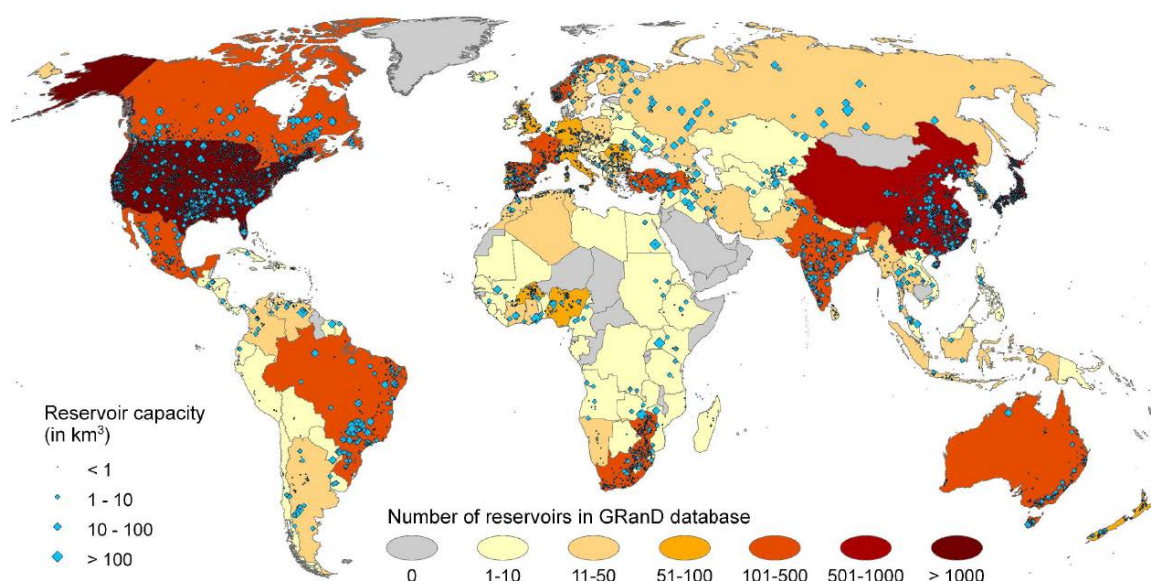 Reservoir capacity
(in km³)
< 1
1 - 10
10 - 100
> 100
Number of reservoirs in GRanD database
0 1-10 11-50 51-100 101-500 501-1000 > 1000